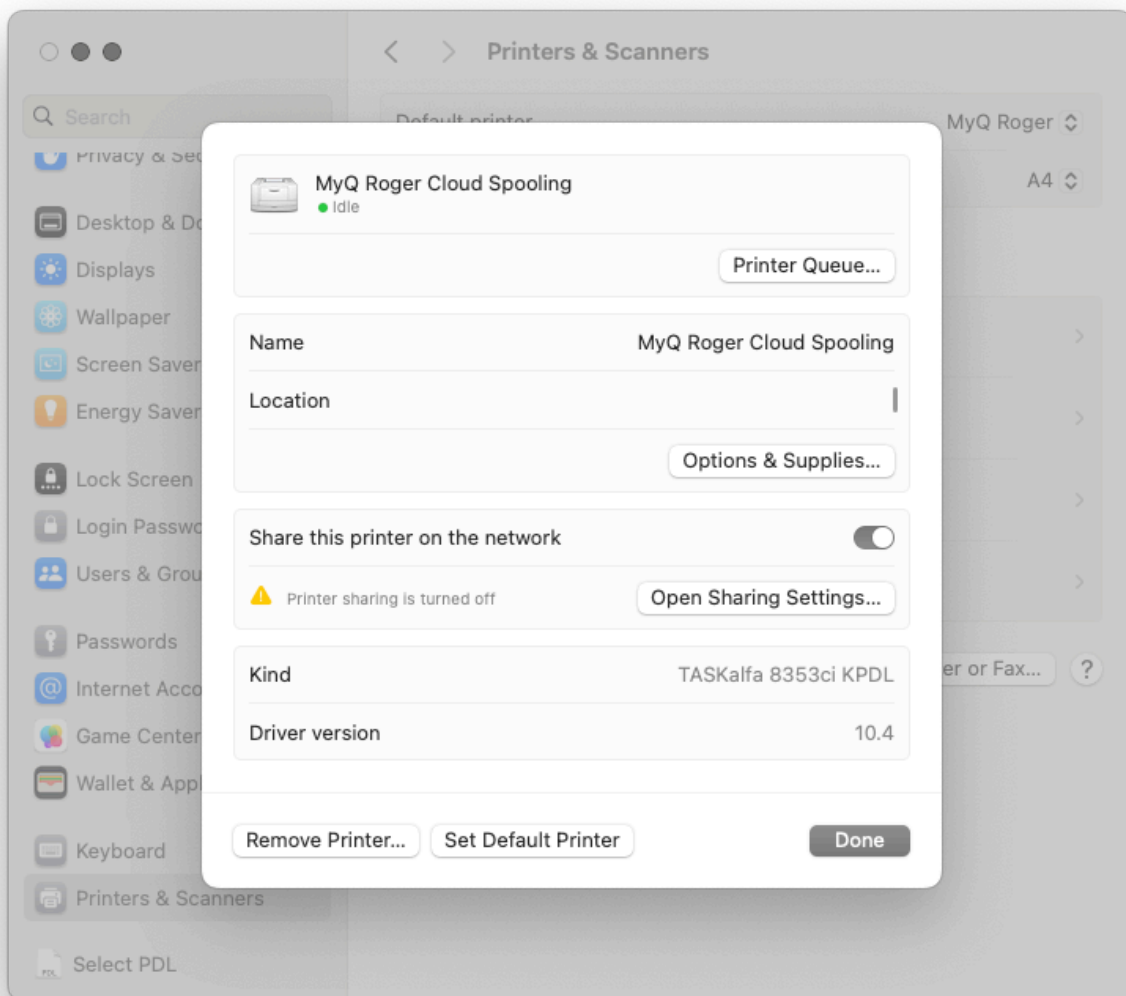 Printers & Scanners
Search
Default printer
MyQ Roger
A4
Privacy & Sec
Desktop & Do
Displays
Wallpaper
Screen Saver
Energy Saver
Lock Screen
Login Passwo
Users & Grou
Passwords
Internet Acco
Game Center
Wallet & Appl
Keyboard
Printers & Scanners
Select PDL
MyQ Roger Cloud Spooling
Idle
Printer Queue...
Name MyQ Roger Cloud Spooling
Location
Options & Supplies...
Share this printer on the network
Printer sharing is turned off Open Sharing Settings...
Kind TASKalfa 8353ci KPDL
Driver version 10.4
Remove Printer... Set Default Printer Done
er or Fax... ?